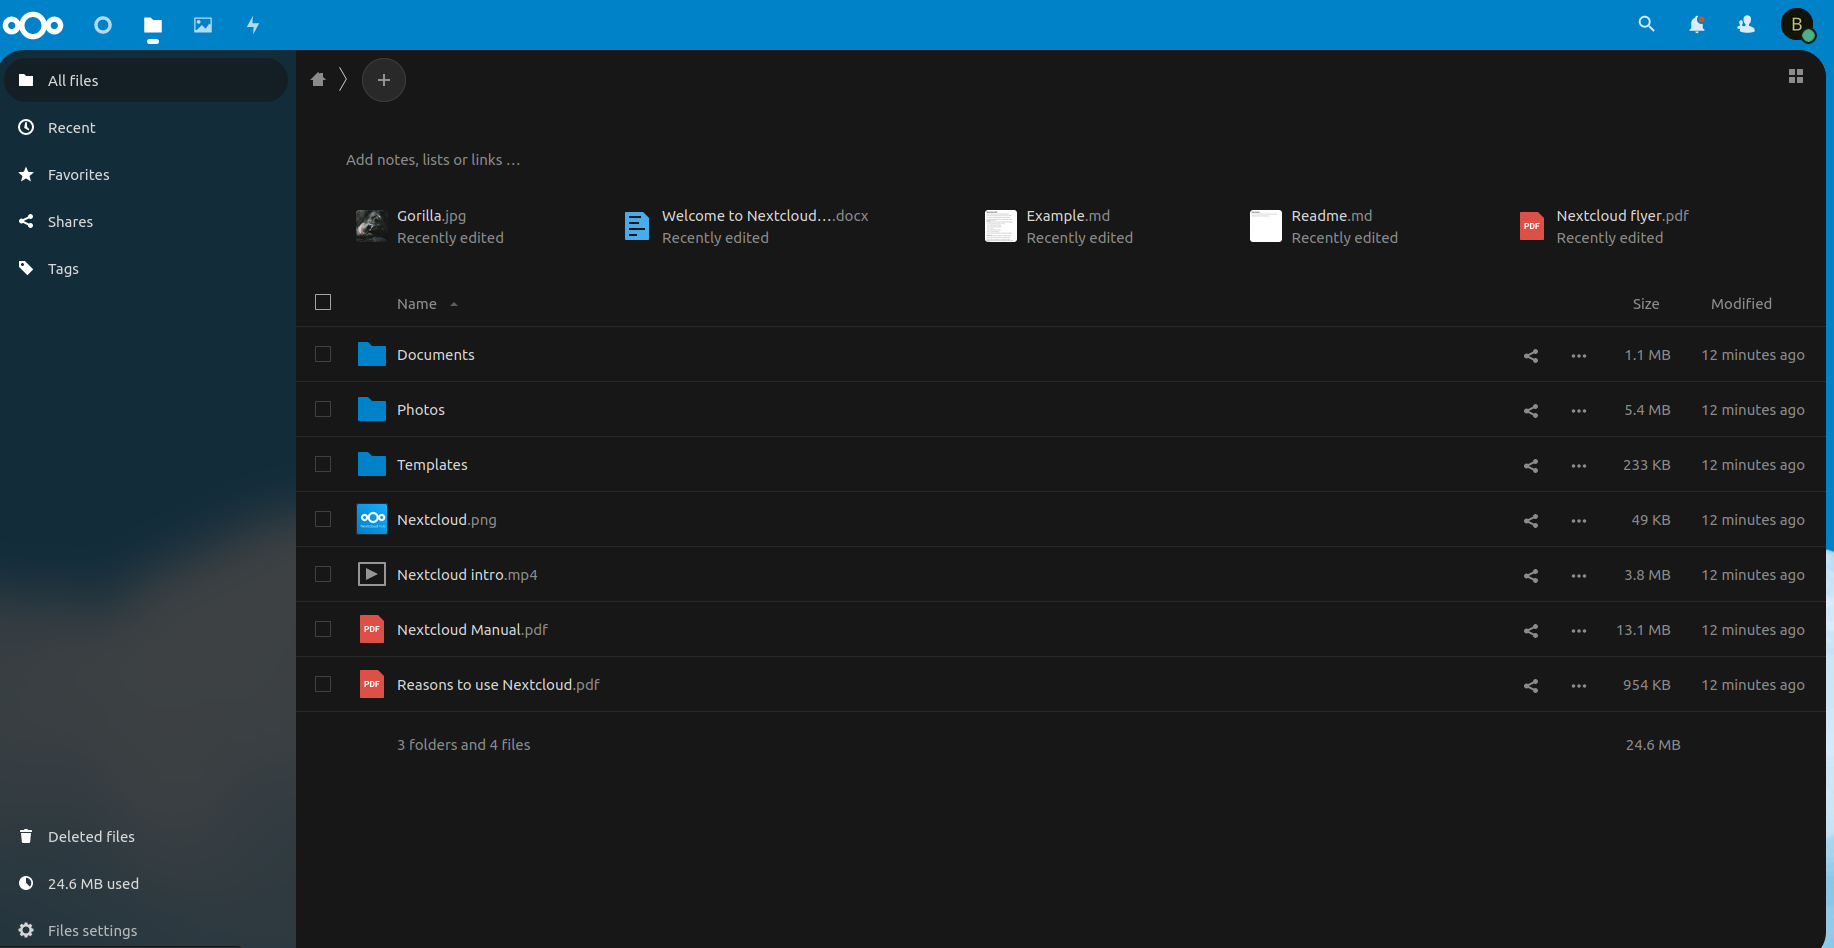 B
All files
Recent
Favorites
Shares
Tags
Deleted files
24.6 MB used
Files settings
Add notes, lists or links …
Gorilla.jpg
Recently edited
Welcome to Nextcloud….docx
Recently edited
Example.md
Recently edited
Readme.md
Recently edited
PDF
Nextcloud flyer.pdf
Recently edited
Name Size Modified
Documents 1.1 MB 12 minutes ago
Photos 5.4 MB 12 minutes ago
Templates 233 KB 12 minutes ago
Nextcloud.png 49 KB 12 minutes ago
Nextcloud intro.mp4 3.8 MB 12 minutes ago
PDF Nextcloud Manual.pdf 13.1 MB 12 minutes ago
PDF Reasons to use Nextcloud.pdf 954 KB 12 minutes ago
3 folders and 4 files 24.6 MB